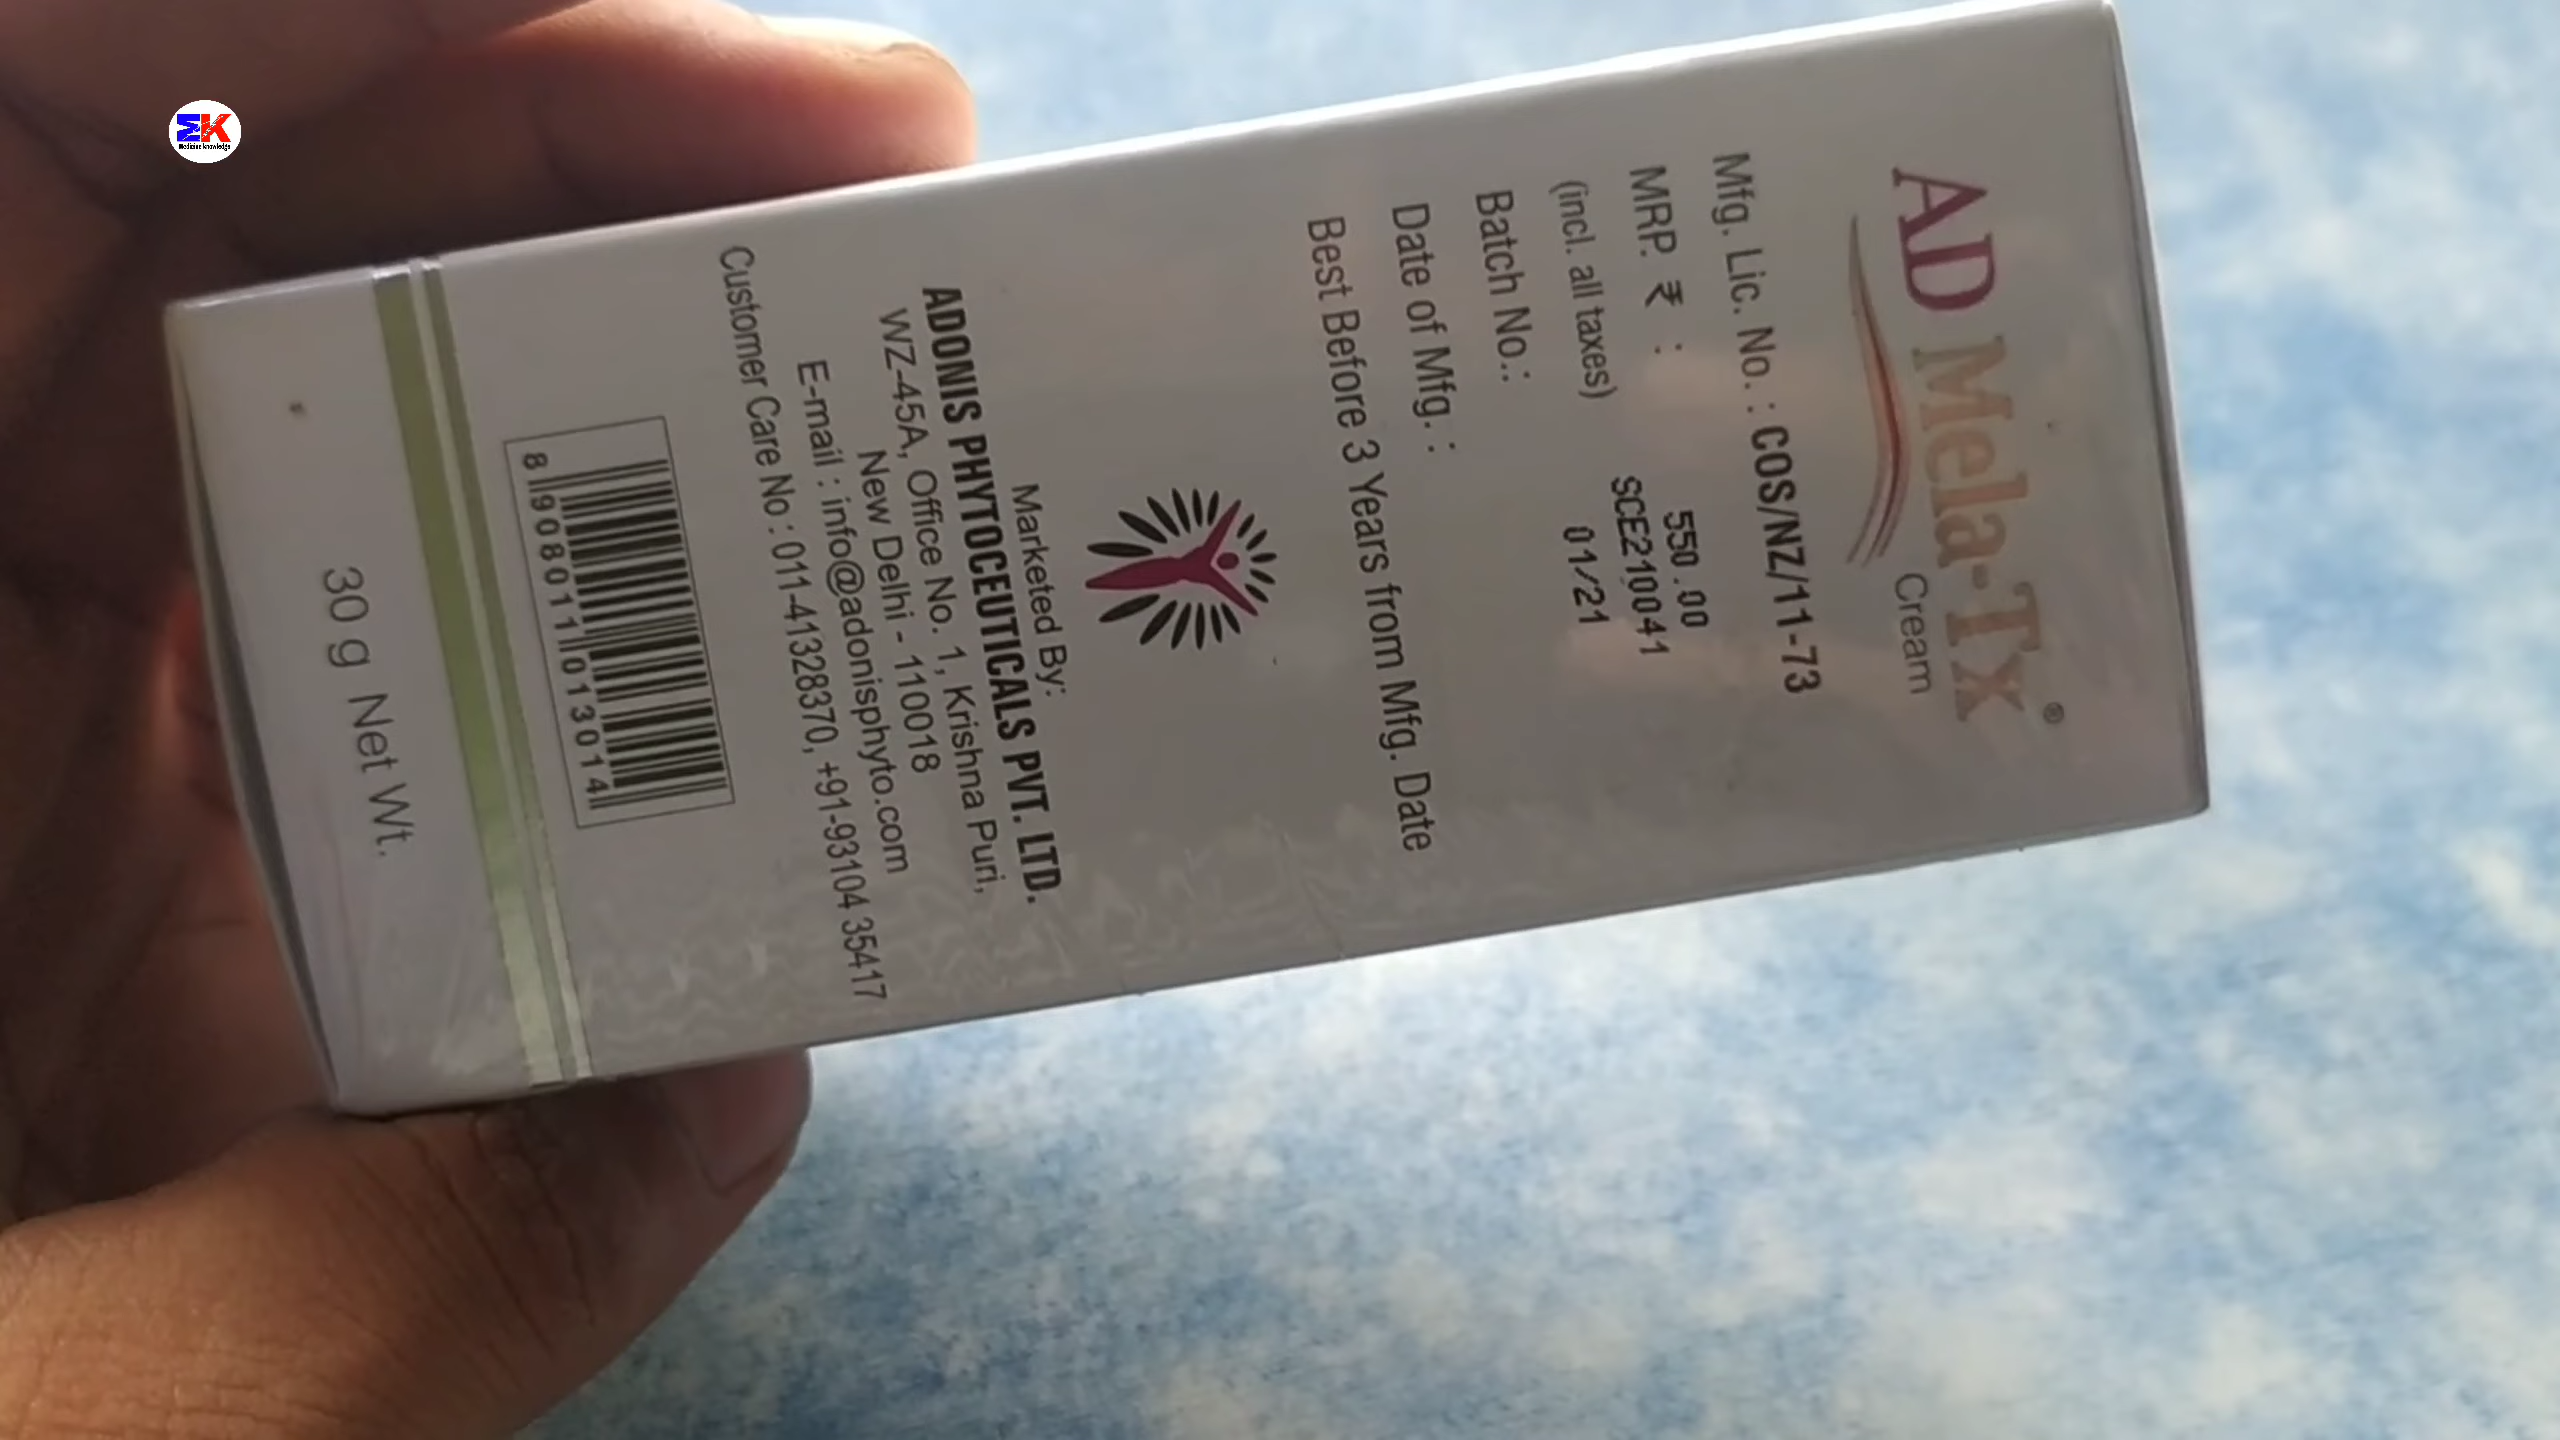 MK
Medicine knowledge
AD Mela-Tx®
Cream
Mfg. Lic. No. : COS/NZ/11-73
MRP. ₹ : 550.00
(incl. all taxes)
Batch No.: SCE210041
Date of Mfg. : 01/21
Best Before 3 Years from Mfg. Date
Marketed By:
ADONIS PHYTOCEUTICALS PVT. LTD.
WZ-45A, Office No. 1, Krishna Puri,
New Delhi - 110018
E-mail : info@adonisphyto.com
Customer Care No : 011-41328370, +91-93104 35417
8 908011 013014
30 g Net Wt.